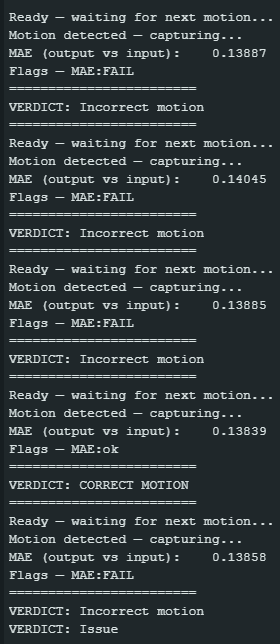 Ready — waiting for next motion...
Motion detected — capturing...
MAE (output vs input):    0.13887
Flags — MAE:FAIL
========================
VERDICT: Incorrect motion
========================
Ready — waiting for next motion...
Motion detected — capturing...
MAE (output vs input):    0.14045
Flags — MAE:FAIL
========================
VERDICT: Incorrect motion
========================
Ready — waiting for next motion...
Motion detected — capturing...
MAE (output vs input):    0.13885
Flags — MAE:FAIL
========================
VERDICT: Incorrect motion
========================
Ready — waiting for next motion...
Motion detected — capturing...
MAE (output vs input):    0.13839
Flags — MAE:ok
========================
VERDICT: CORRECT MOTION
========================
Ready — waiting for next motion...
Motion detected — capturing...
MAE (output vs input):    0.13858
Flags — MAE:FAIL
========================
VERDICT: Incorrect motion
VERDICT: Issue